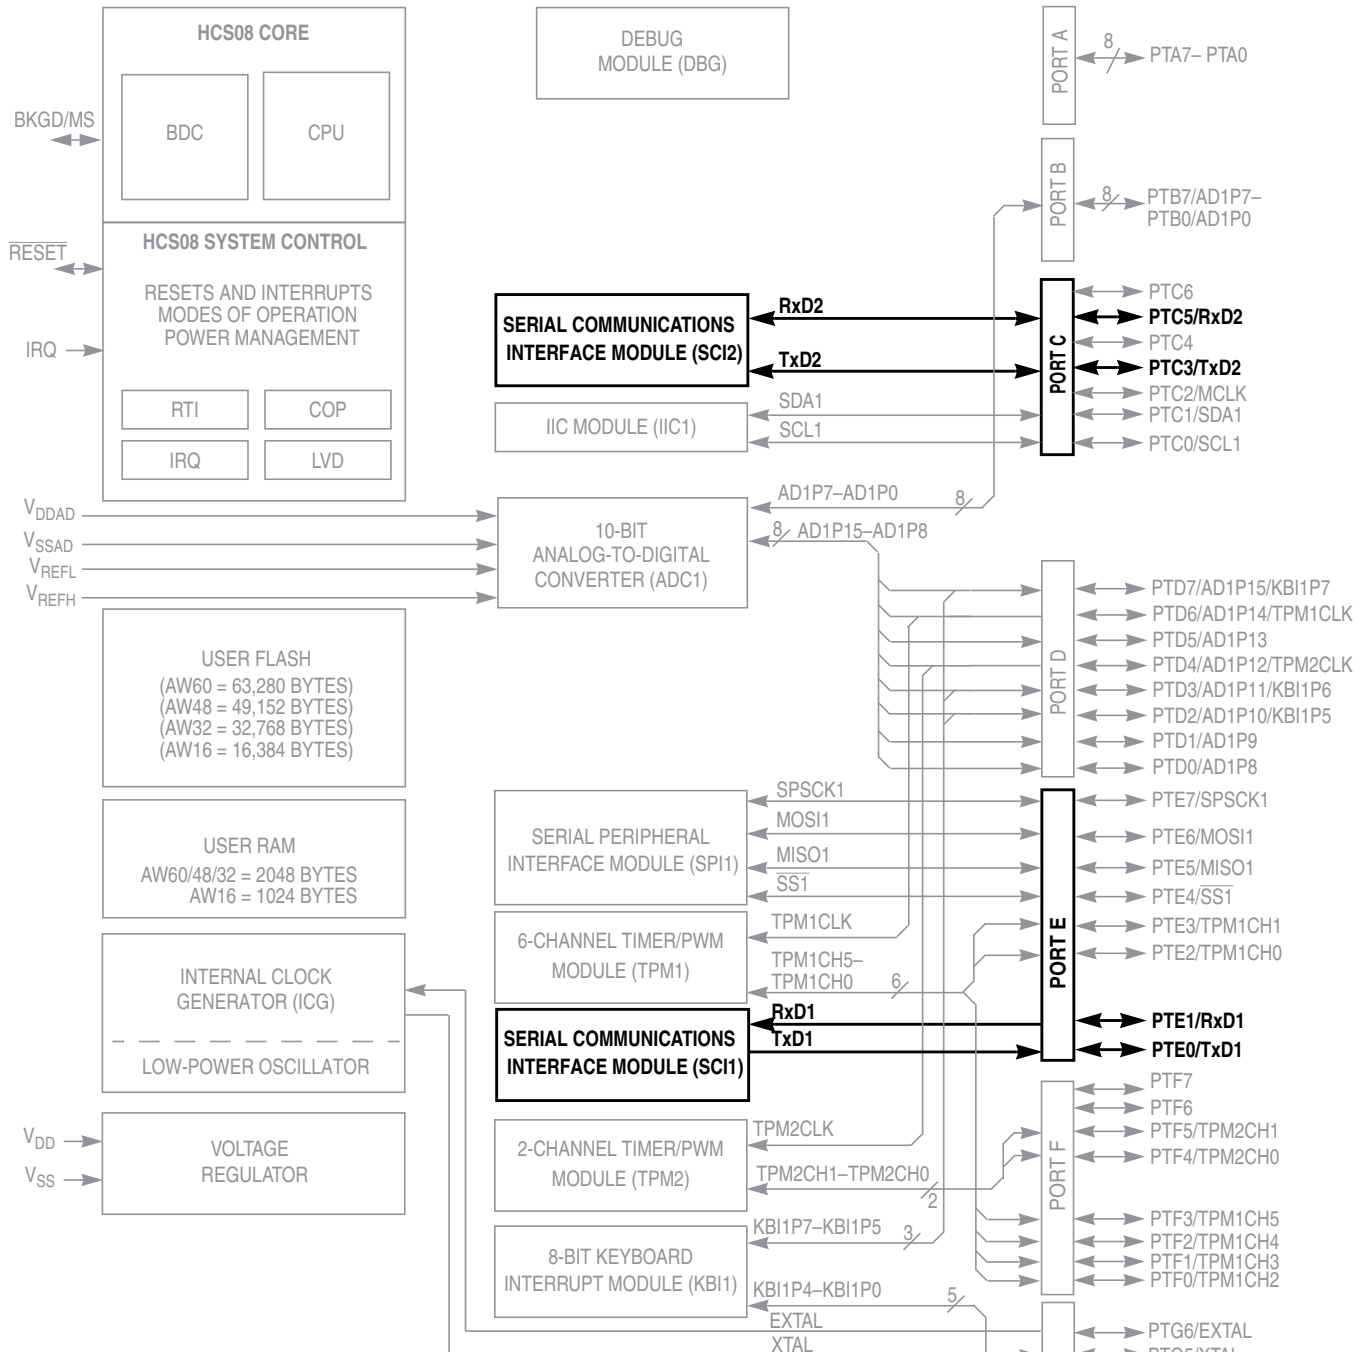 HCS08 CORE
BDC
CPU
BKGD/MS
HCS08 SYSTEM CONTROL
RESETS AND INTERRUPTS
MODES OF OPERATION
POWER MANAGEMENT
RESET
IRQ
RTI
COP
IRQ
LVD
VDDAD
VSSAD
VREFL
VREFH
USER FLASH
(AW60 = 63,280 BYTES)
(AW48 = 49,152 BYTES)
(AW32 = 32,768 BYTES)
(AW16 = 16,384 BYTES)
USER RAM
AW60/48/32 = 2048 BYTES
AW16 = 1024 BYTES
INTERNAL CLOCK
GENERATOR (ICG)
LOW-POWER OSCILLATOR
VDD
VSS
VOLTAGE
REGULATOR
DEBUG
MODULE (DBG)
SERIAL COMMUNICATIONS
INTERFACE MODULE (SCI2)
RxD2
TxD2
IIC MODULE (IIC1)
SDA1
SCL1
10-BIT
ANALOG-TO-DIGITAL
CONVERTER (ADC1)
AD1P7–AD1P0
8
8
AD1P15–AD1P8
SERIAL PERIPHERAL
INTERFACE MODULE (SPI1)
SPSCK1
MOSI1
MISO1
SS1
6-CHANNEL TIMER/PWM
MODULE (TPM1)
TPM1CLK
TPM1CH5–
TPM1CH0
6
SERIAL COMMUNICATIONS
INTERFACE MODULE (SCI1)
RxD1
TxD1
2-CHANNEL TIMER/PWM
MODULE (TPM2)
TPM2CLK
TPM2CH1–TPM2CH0
2
8-BIT KEYBOARD
INTERRUPT MODULE (KBI1)
KBI1P7–KBI1P5
3
KBI1P4–KBI1P0
5
EXTAL
XTAL
PORT A
8
PTA7– PTA0
PORT B
8
PTB7/AD1P7–
PTB0/AD1P0
PORT C
PTC6
PTC5/RxD2
PTC4
PTC3/TxD2
PTC2/MCLK
PTC1/SDA1
PTC0/SCL1
PORT D
PTD7/AD1P15/KBI1P7
PTD6/AD1P14/TPM1CLK
PTD5/AD1P13
PTD4/AD1P12/TPM2CLK
PTD3/AD1P11/KBI1P6
PTD2/AD1P10/KBI1P5
PTD1/AD1P9
PTD0/AD1P8
PORT E
PTE7/SPSCK1
PTE6/MOSI1
PTE5/MISO1
PTE4/SS1
PTE3/TPM1CH1
PTE2/TPM1CH0
PTE1/RxD1
PTE0/TxD1
PORT F
PTF7
PTF6
PTF5/TPM2CH1
PTF4/TPM2CH0
PTF3/TPM1CH5
PTF2/TPM1CH4
PTF1/TPM1CH3
PTF0/TPM1CH2
PTG6/EXTAL
PTG5/XTAL